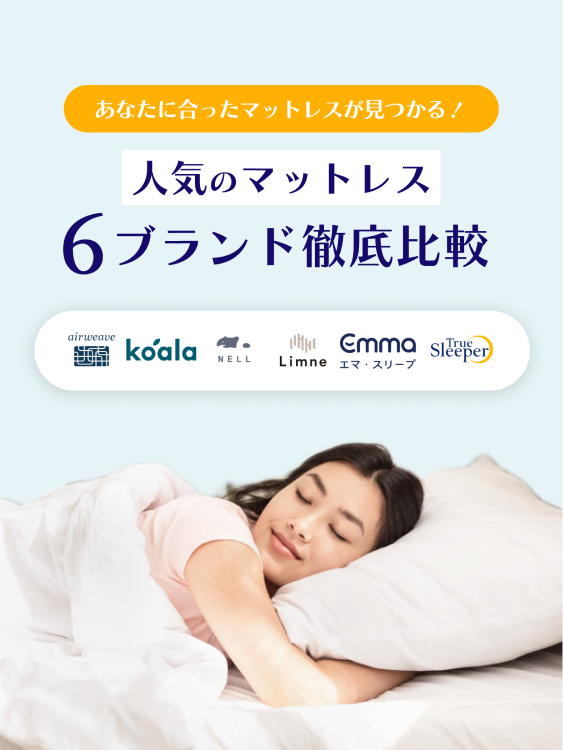 あなたに合ったマットレスが見つかる！
人気のマットレス
6ブランド徹底比較
airweave
koala
NELL
Limne
Emma
エマ・スリープ
True
Sleeper